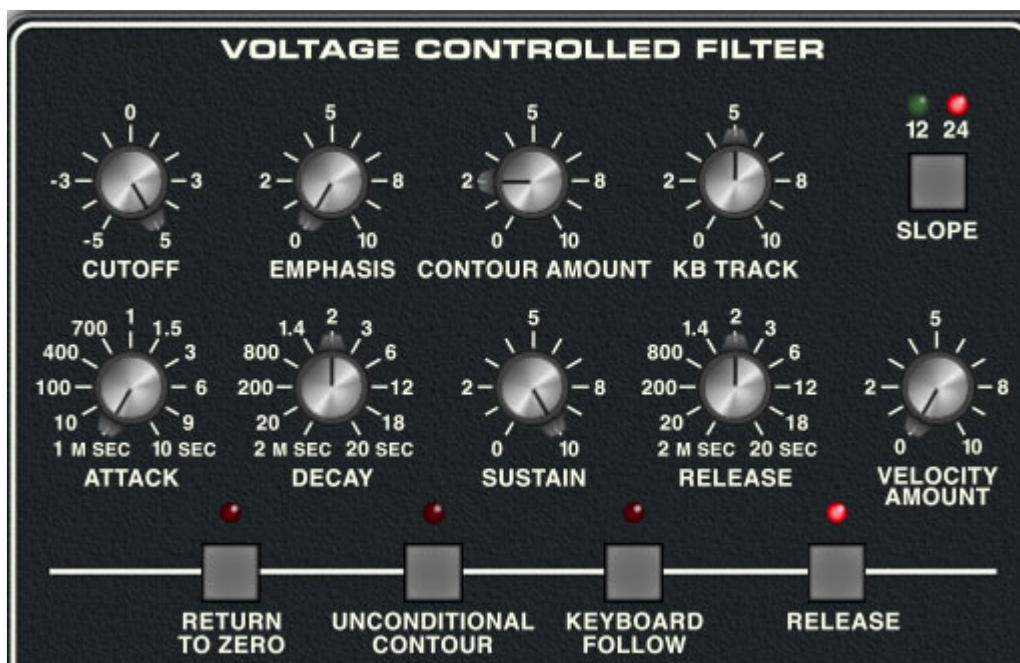 VOLTAGE CONTROLLED FILTER
0 5 5 5
12 24
-3 3 2 8 2 8 2 8
-5 5 0 10 0 10 0 10
SLOPE
CUTOFF EMPHASIS CONTOUR AMOUNT KB TRACK
1 2 5 2 5
700 1.5 1.4 3 1.4 3
400 3 800 6 800 6
100 6 200 12 2 8 200 12 2 8
10 9 20 18 20 18
1 M SEC 10 SEC 2 M SEC 20 SEC 0 10 2 M SEC 20 SEC 0 10
ATTACK DECAY SUSTAIN RELEASE VELOCITY
AMOUNT
RETURN UNCONDITIONAL KEYBOARD RELEASE
TO ZERO CONTOUR FOLLOW